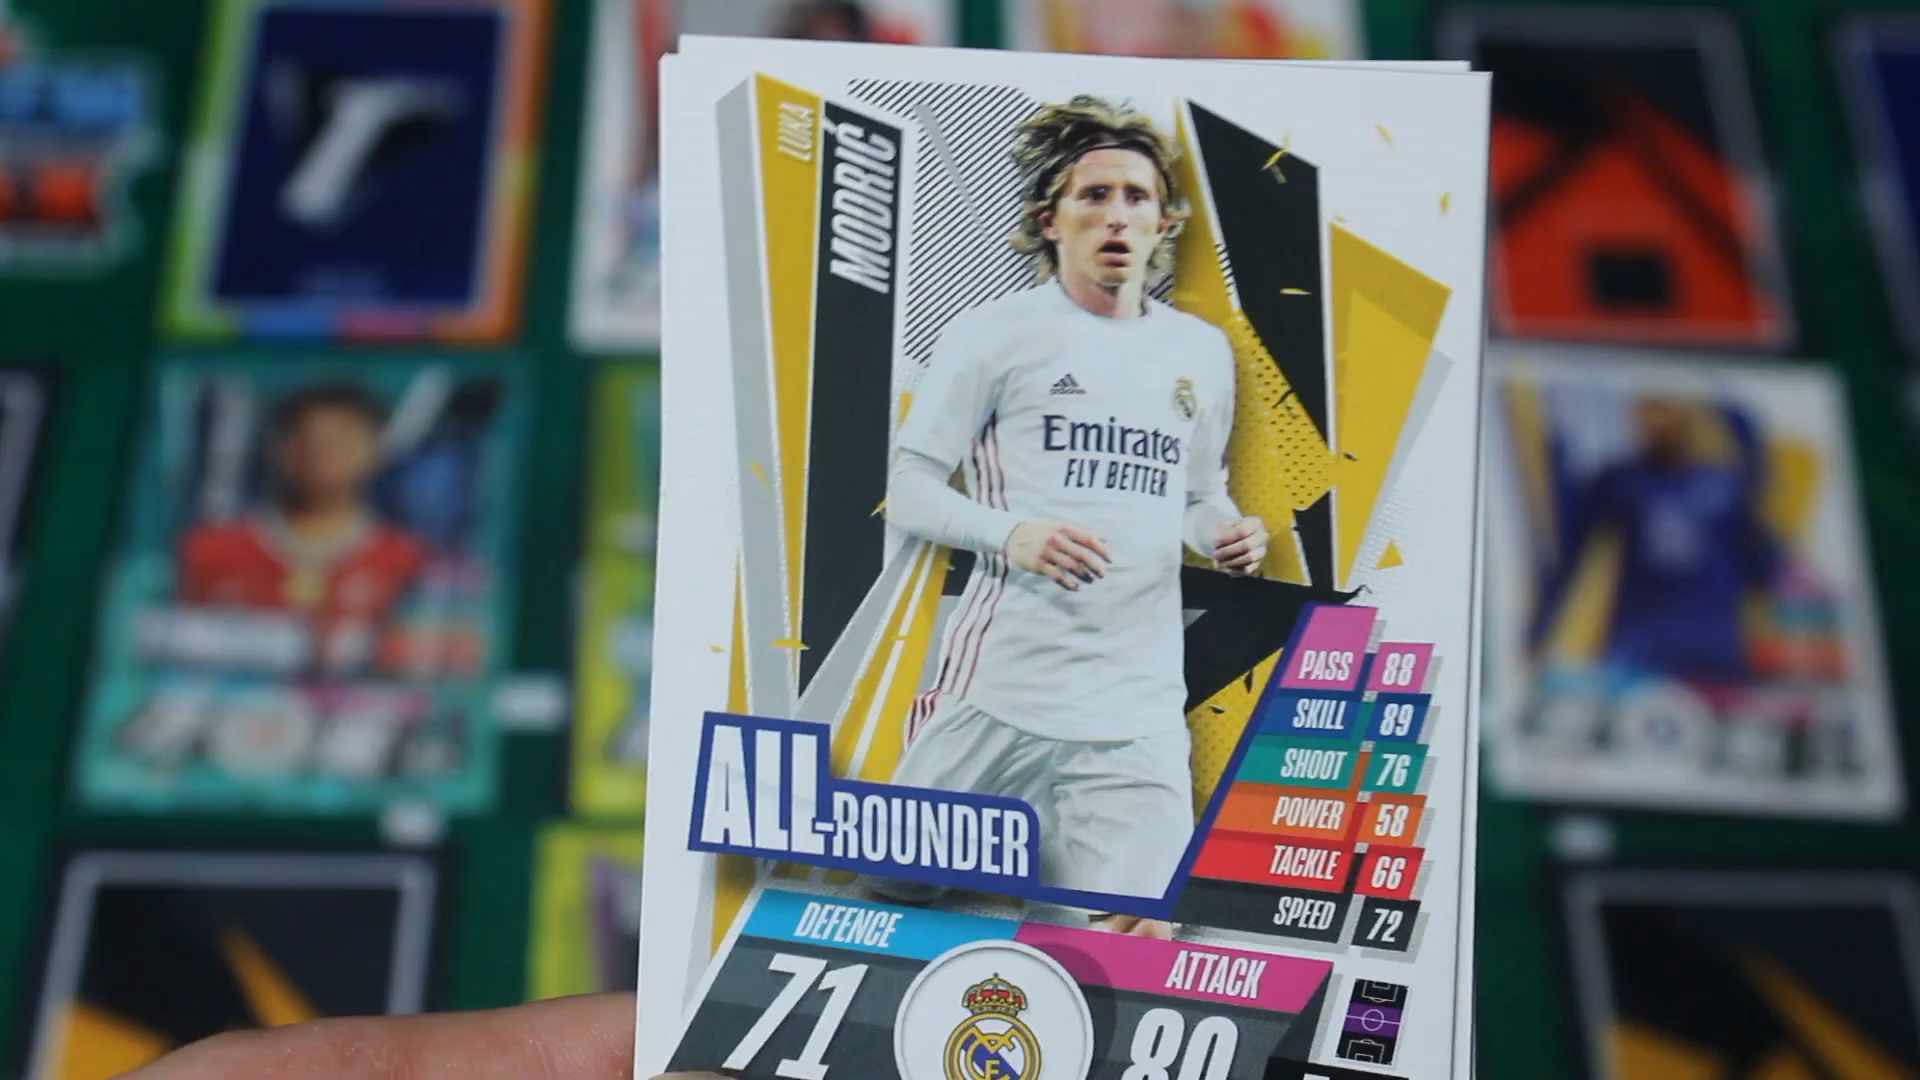 LUKA
MODRIĆ
adidas
Emirates
FLY BETTER
PASS 88
SKILL 89
SHOOT 76
POWER 58
TACKLE 66
SPEED 72
ALL-ROUNDER
DEFENCE
ATTACK
71
80